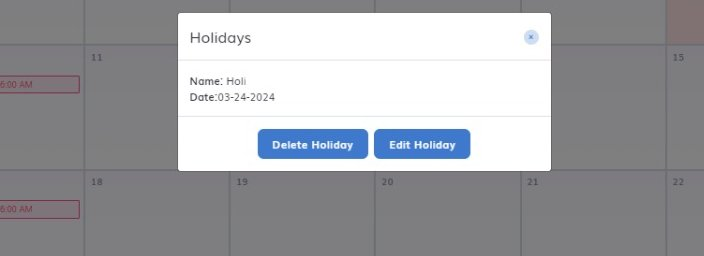 Holidays
×
11
15
6:00 AM
Name: Holi
Date:03-24-2024
Delete Holiday
Edit Holiday
18
19
20
21
22
6:00 AM